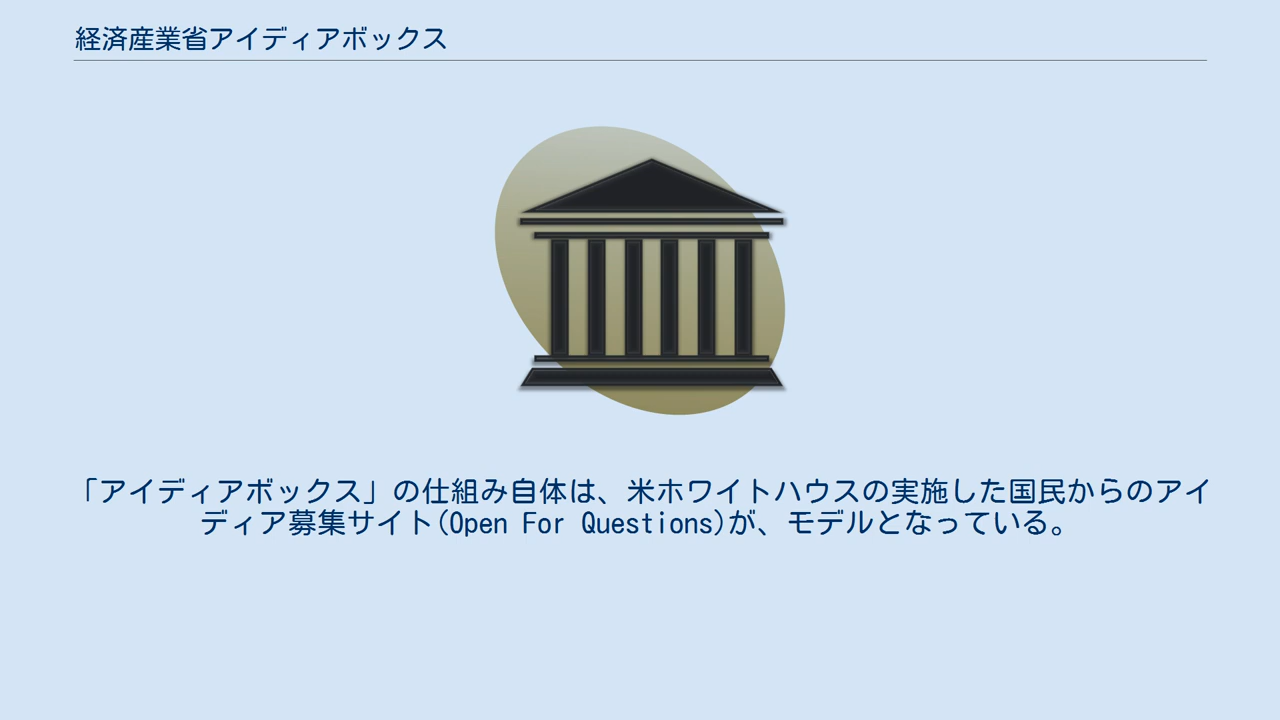 経済産業省アイディアボックス
「アイディアボックス」の仕組み自体は、米ホワイトハウスの実施した国民からのアイ
ディア募集サイト(Open For Questions)が、モデルとなっている。